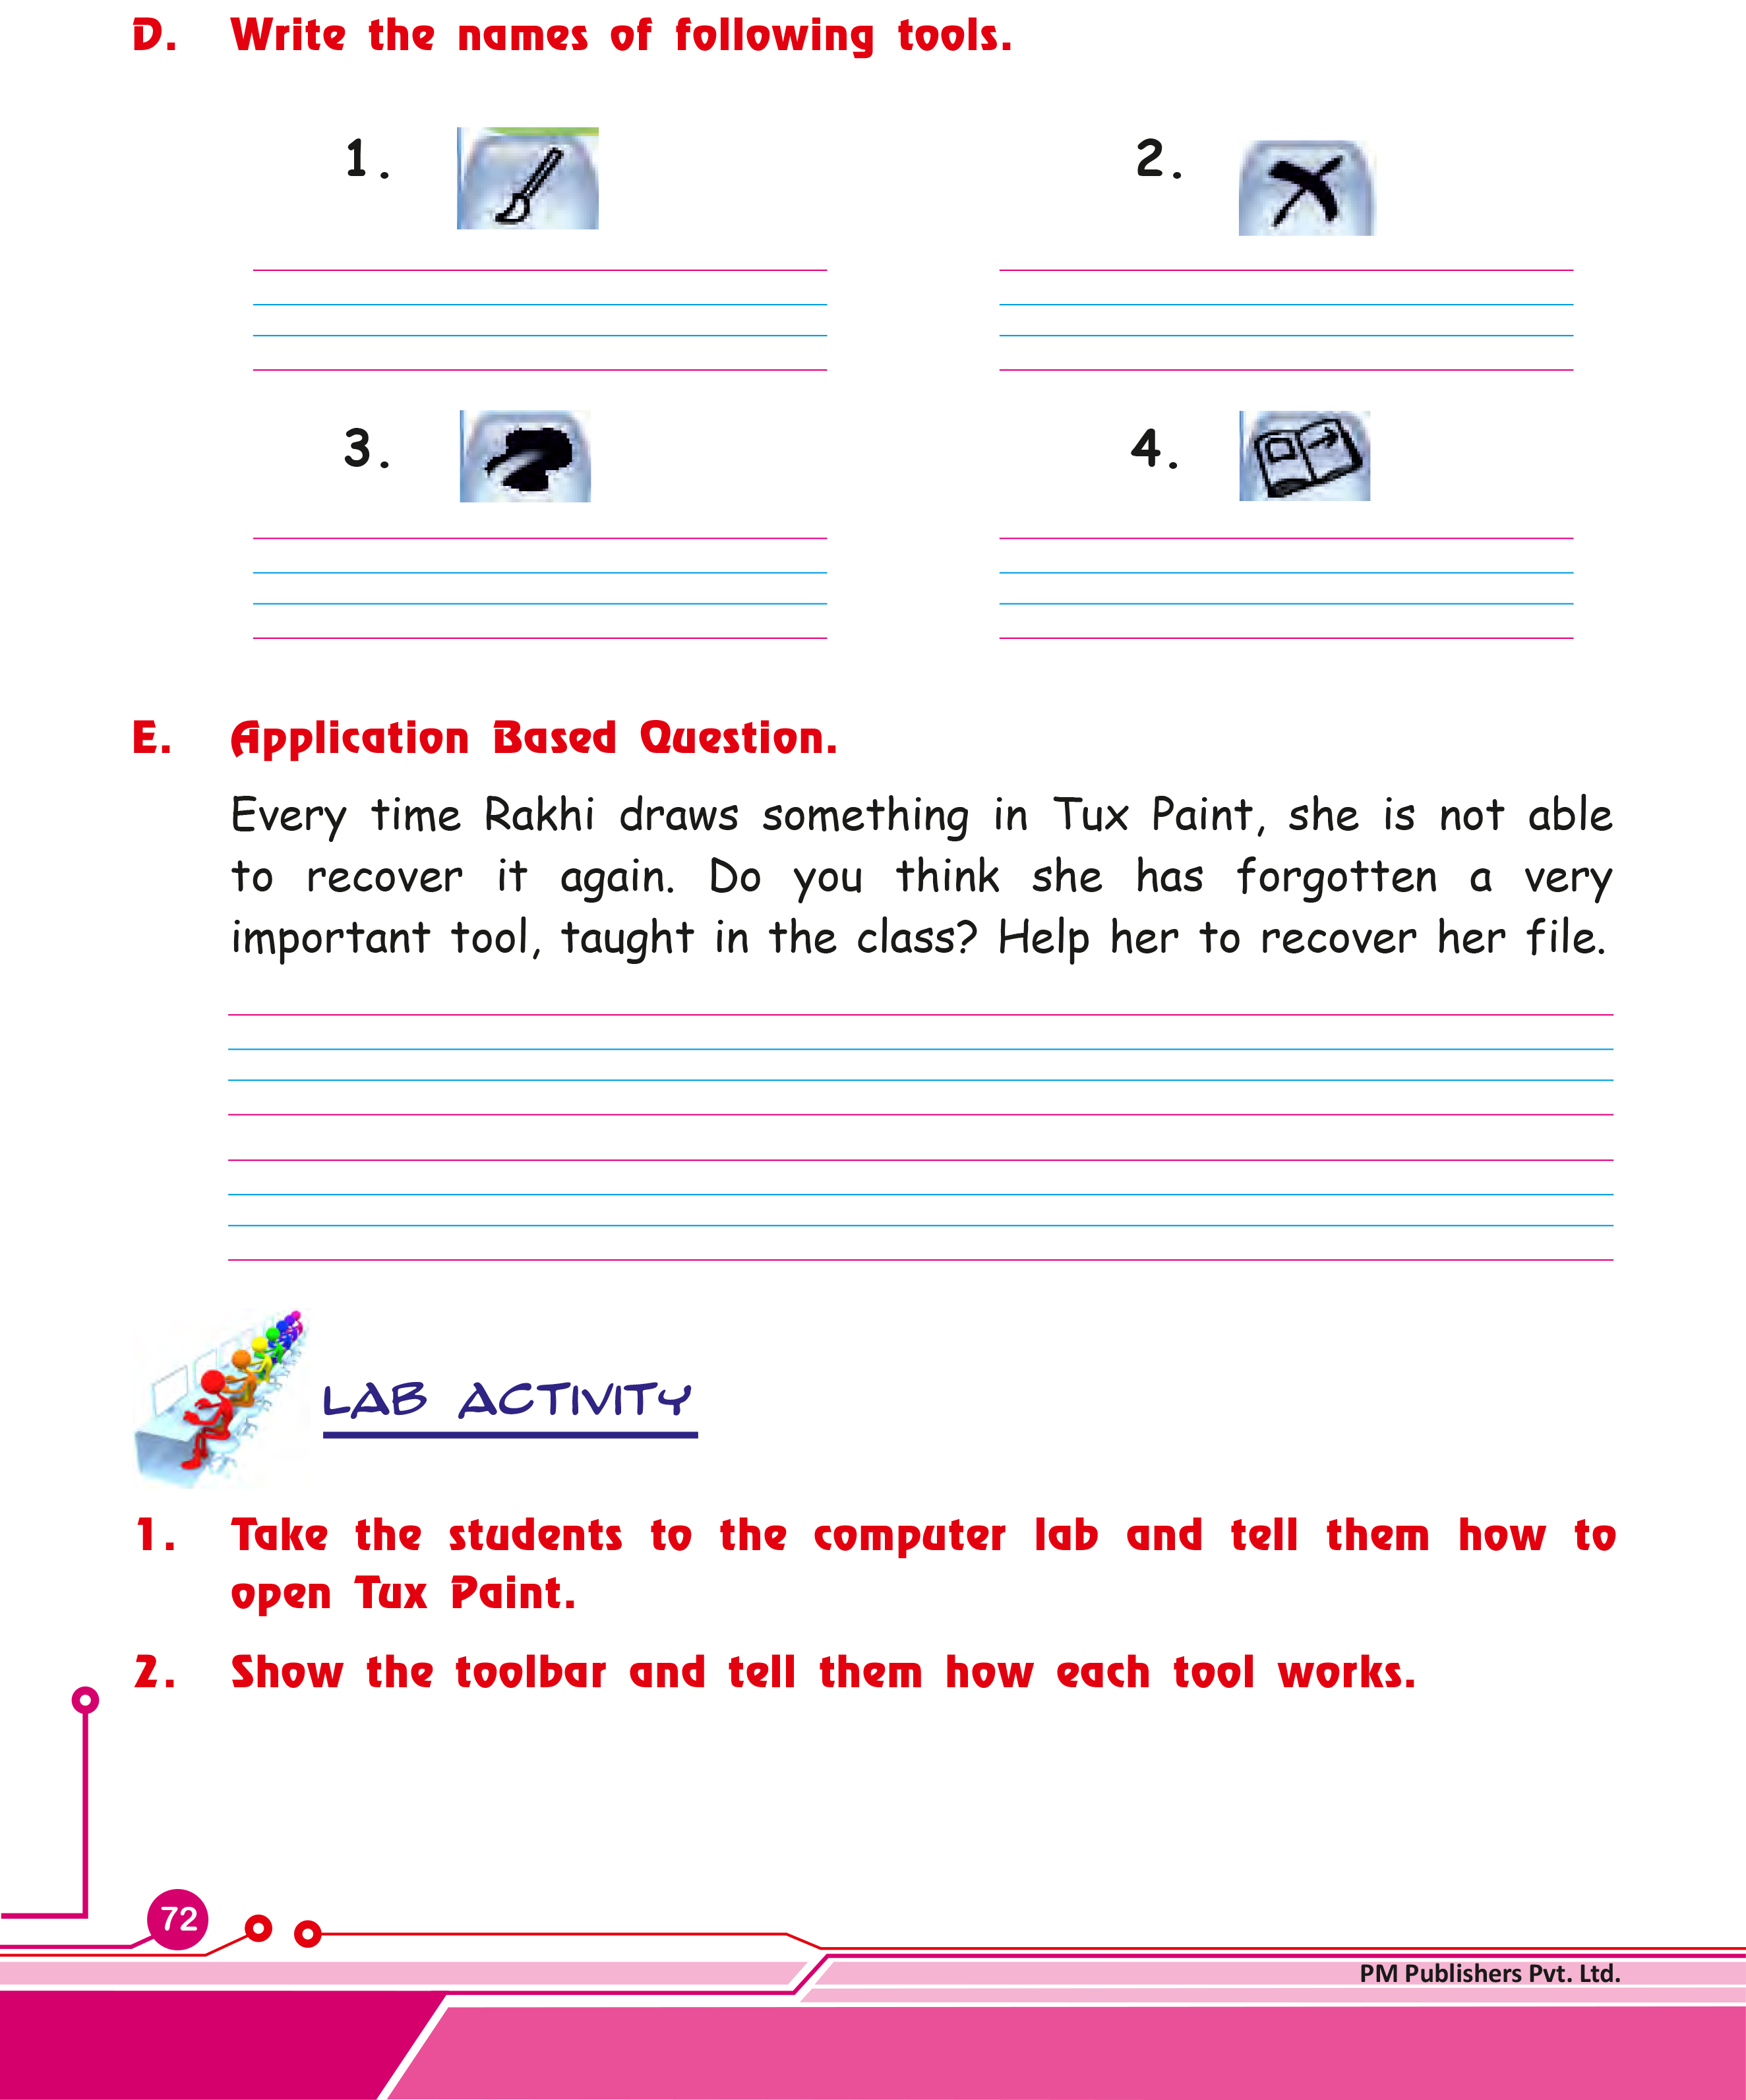 D. Write the names of following tools.
1. 2.
3. 4.
E. Application Based Question.
Every time Rakhi draws something in Tux Paint, she is not able
to recover it again. Do you think she has forgotten a very
important tool, taught in the class? Help her to recover her file.
LAB ACTIVITY
1. Take the students to the computer lab and tell them how to
open Tux Paint.
2. Show the toolbar and tell them how each tool works.
72
PM Publishers Pvt. Ltd.